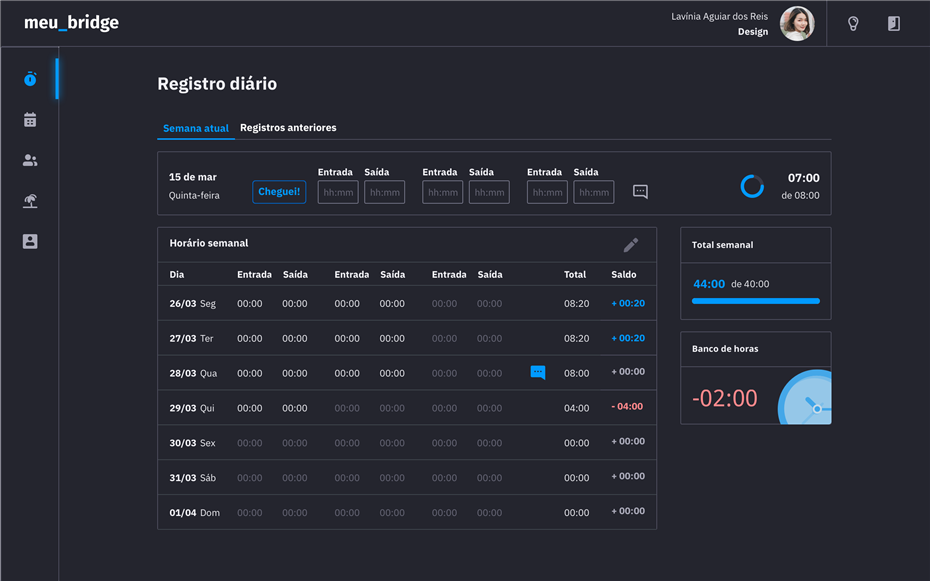 meu_bridge
Lavínia Aguiar dos Reis
Design
Registro diário
Semana atual Registros anteriores
15 de mar
Quinta-feira
Cheguei!
Entrada Saída Entrada Saída Entrada Saída
hh:mm hh:mm hh:mm hh:mm hh:mm hh:mm
07:00
de 08:00
Horário semanal
Dia Entrada Saída Entrada Saída Entrada Saída Total Saldo
26/03 Seg 00:00 00:00 00:00 00:00 00:00 00:00 08:20 + 00:20
27/03 Ter 00:00 00:00 00:00 00:00 00:00 00:00 08:20 + 00:20
28/03 Qua 00:00 00:00 00:00 00:00 00:00 00:00 08:00 + 00:00
29/03 Qui 00:00 00:00 00:00 00:00 00:00 00:00 04:00 - 04:00
30/03 Sex 00:00 00:00 00:00 00:00 00:00 00:00 00:00 + 00:00
31/03 Sáb 00:00 00:00 00:00 00:00 00:00 00:00 00:00 + 00:00
01/04 Dom 00:00 00:00 00:00 00:00 00:00 00:00 00:00 + 00:00
Total semanal
44:00 de 40:00
Banco de horas
-02:00